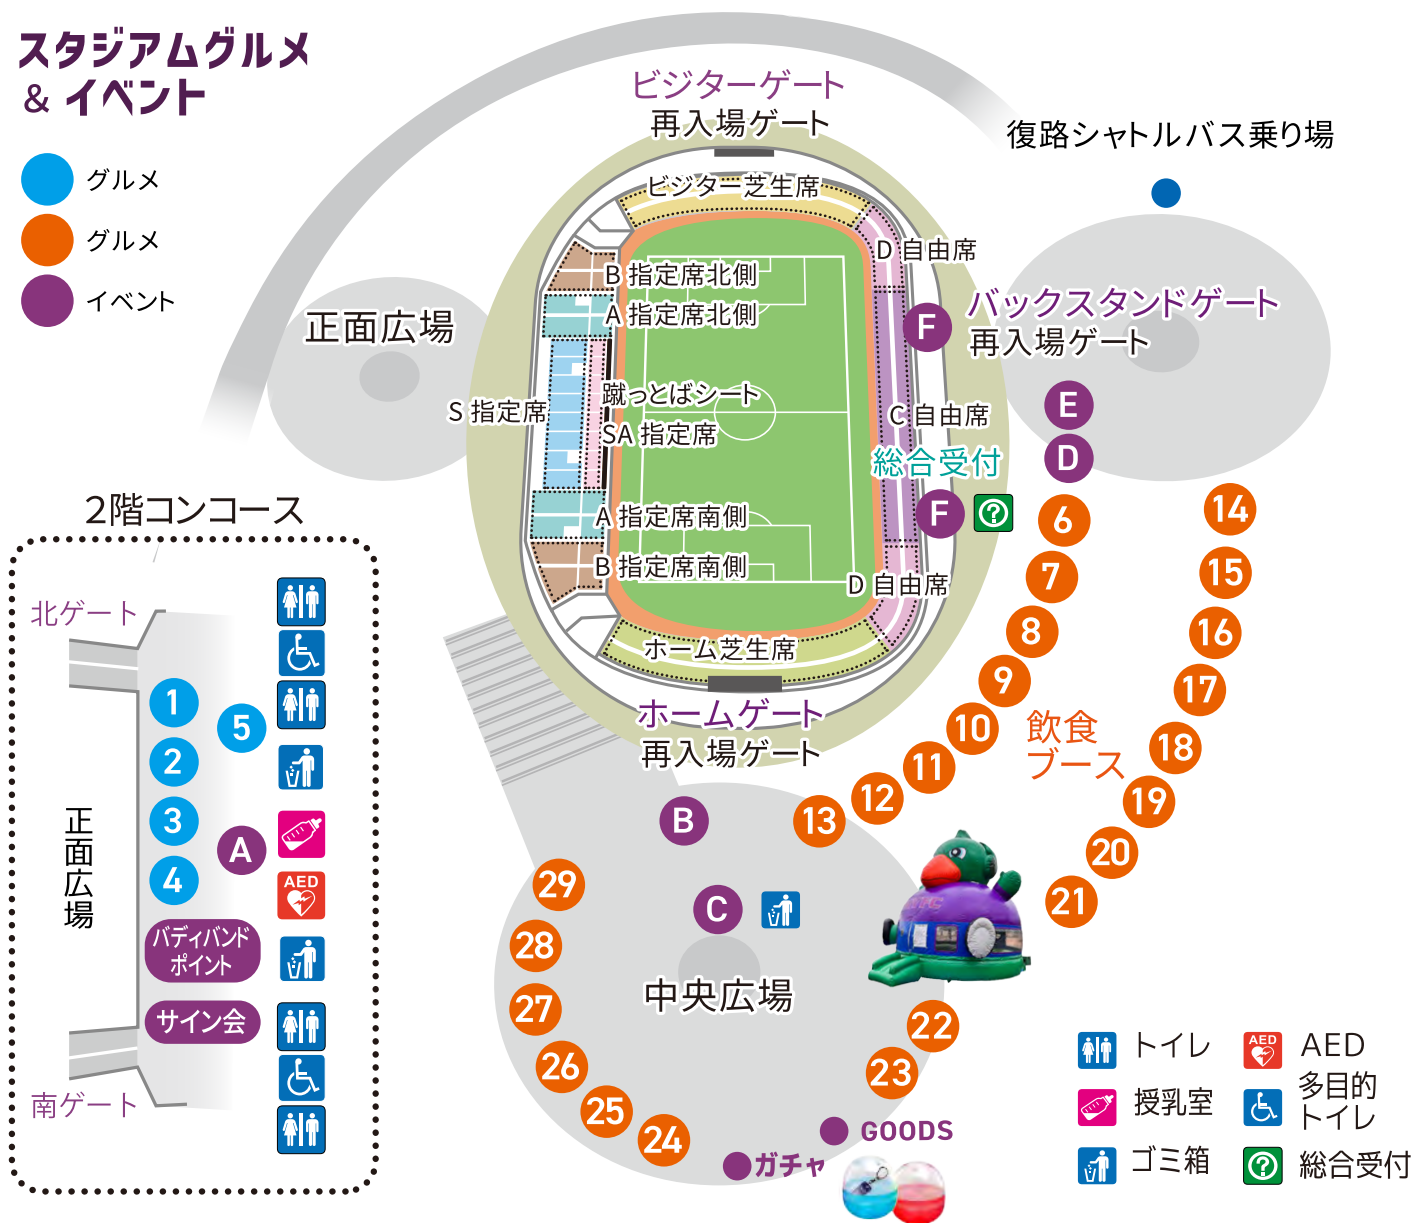 スタジアムグルメ
& イベント
グルメ
グルメ
イベント
ビジターゲート
再入場ゲート
復路シャトルバス乗り場
ビジター芝生席
D 自由席
B 指定席北側
A 指定席北側
バックスタンドゲート
再入場ゲート
F
正面広場
蹴っとばシート
S 指定席
SA 指定席
C 自由席
E
D
総合受付
F
A 指定席南側
B 指定席南側
D 自由席
ホーム芝生席
ホームゲート
再入場ゲート
6
7
8
9
10
11
12
13
14
15
16
17
18
19
20
21
飲食
ブース
2階コンコース
北ゲート
1
2
3
4
5
A
正面広場
バディバンド
ポイント
サイン会
南ゲート
AED
B
C
中央広場
29
28
27
26
25
24
22
23
GOODS
ガチャ
トイレ
AED
AED
授乳室
多目的
トイレ
ゴミ箱
総合受付